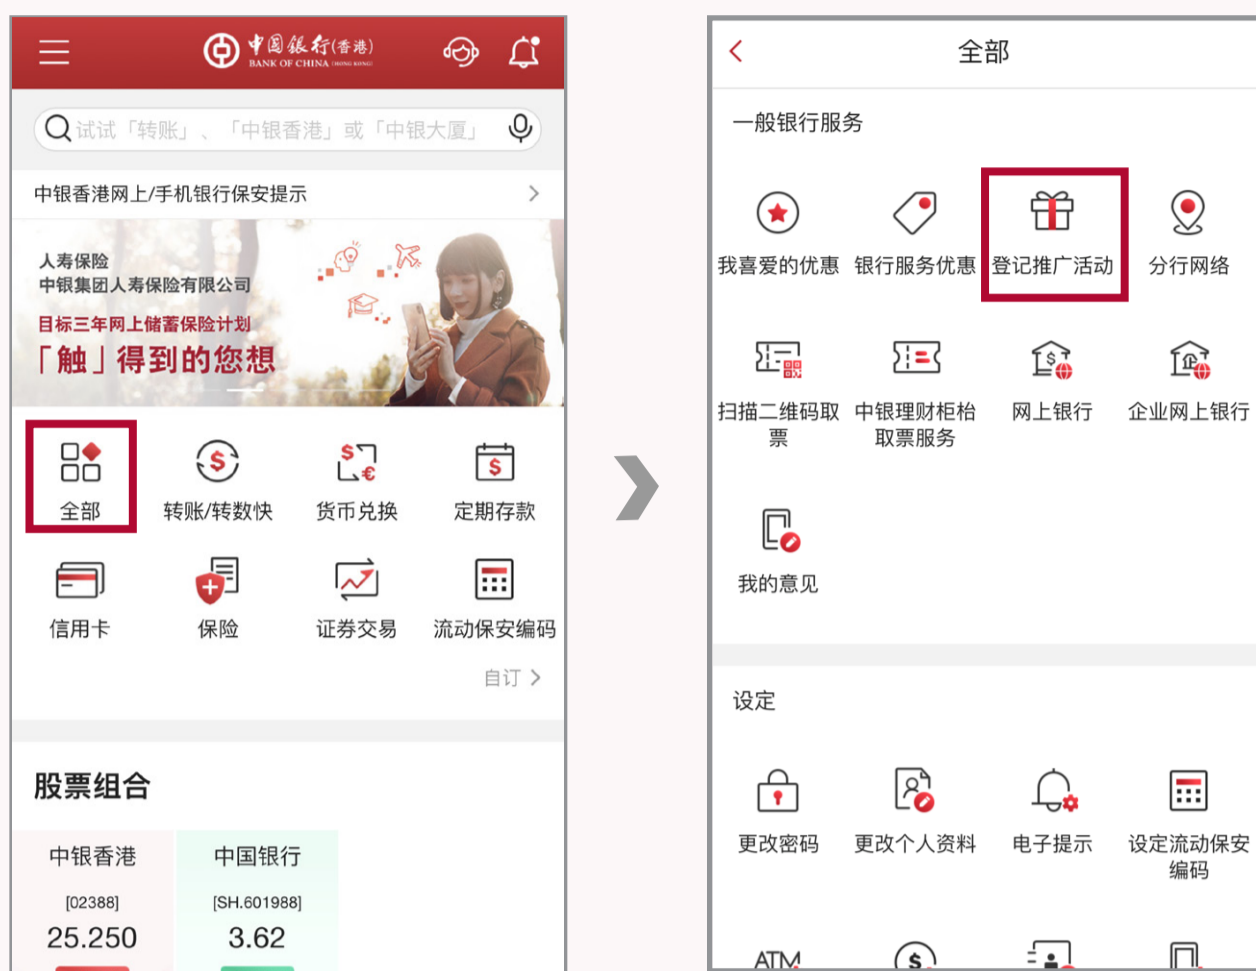 中国銀行(香港)
BANK OF CHINA (HONG KONG)
试试「转账」、「中银香港」或「中银大厦」
中银香港网上/手机银行保安提示
人寿保险
中银集团人寿保险有限公司
目标三年网上储蓄保险计划
「触」得到的您想
全部
转账/转数快
货币兑换
定期存款
信用卡
保险
证券交易
流动保安编码
自订
股票组合
中银香港
中国银行
[02388]
[SH.601988]
25.250
3.62
全部
一般银行服务
我喜爱的优惠
银行服务优惠
登记推广活动
分行网络
扫描二维码取
票
中银理财柜枱
取票服务
网上银行
企业网上银行
我的意见
设定
更改密码
更改个人资料
电子提示
设定流动保安
编码
ATM